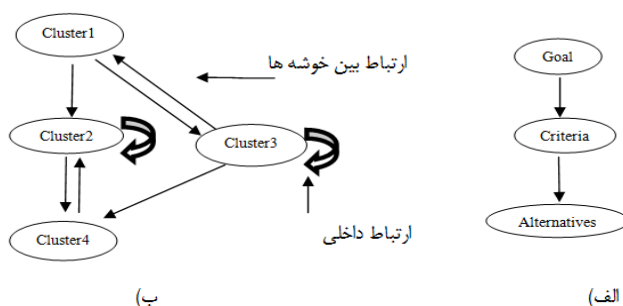 Cluster1
ارتباط بین خوشه ها
Cluster2
Cluster3
Cluster4
ارتباط داخلی
ب)
Goal
Criteria
Alternatives
الف)